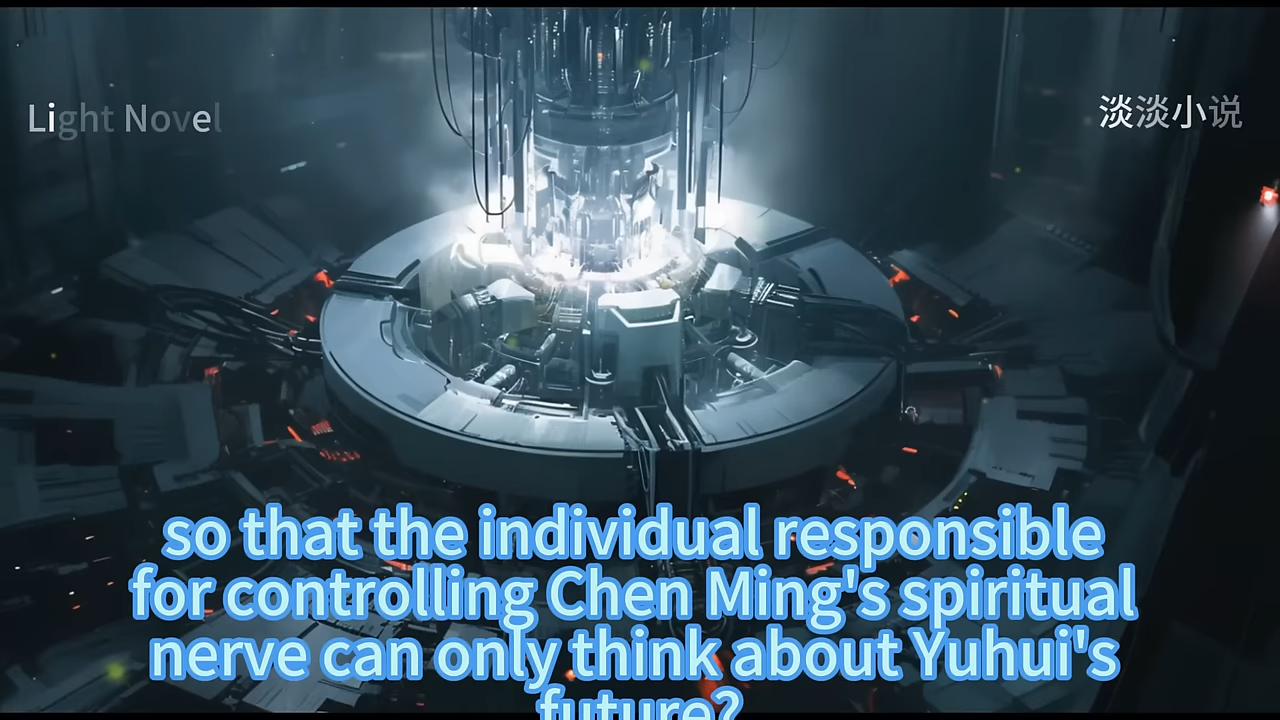 Light Novel
淡淡小说
so that the individual responsible
for controlling Chen Ming's spiritual
nerve can only think about Yuhui's
future?